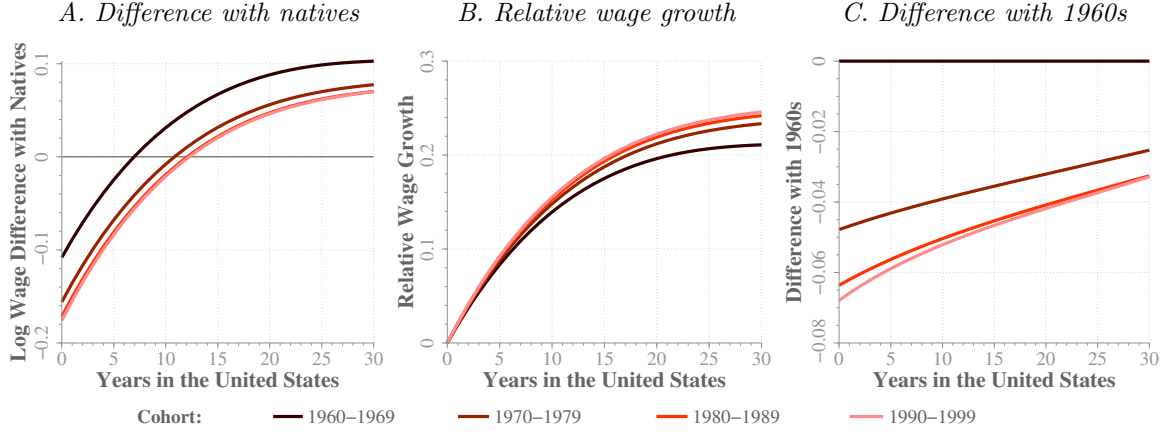 A. Difference with natives
B. Relative wage growth
C. Difference with 1960s
Log Wage Difference with Natives
0.1
0
−0.1
−0.2
0 5 10 15 20 25 30
Years in the United States
Relative Wage Growth
0.3
0.2
0.1
0
0 5 10 15 20 25 30
Years in the United States
Difference with 1960s
0
−0.02
−0.04
−0.06
−0.08
0 5 10 15 20 25 30
Years in the United States
Cohort: 1960−1969 1970−1979 1980−1989 1990−1999